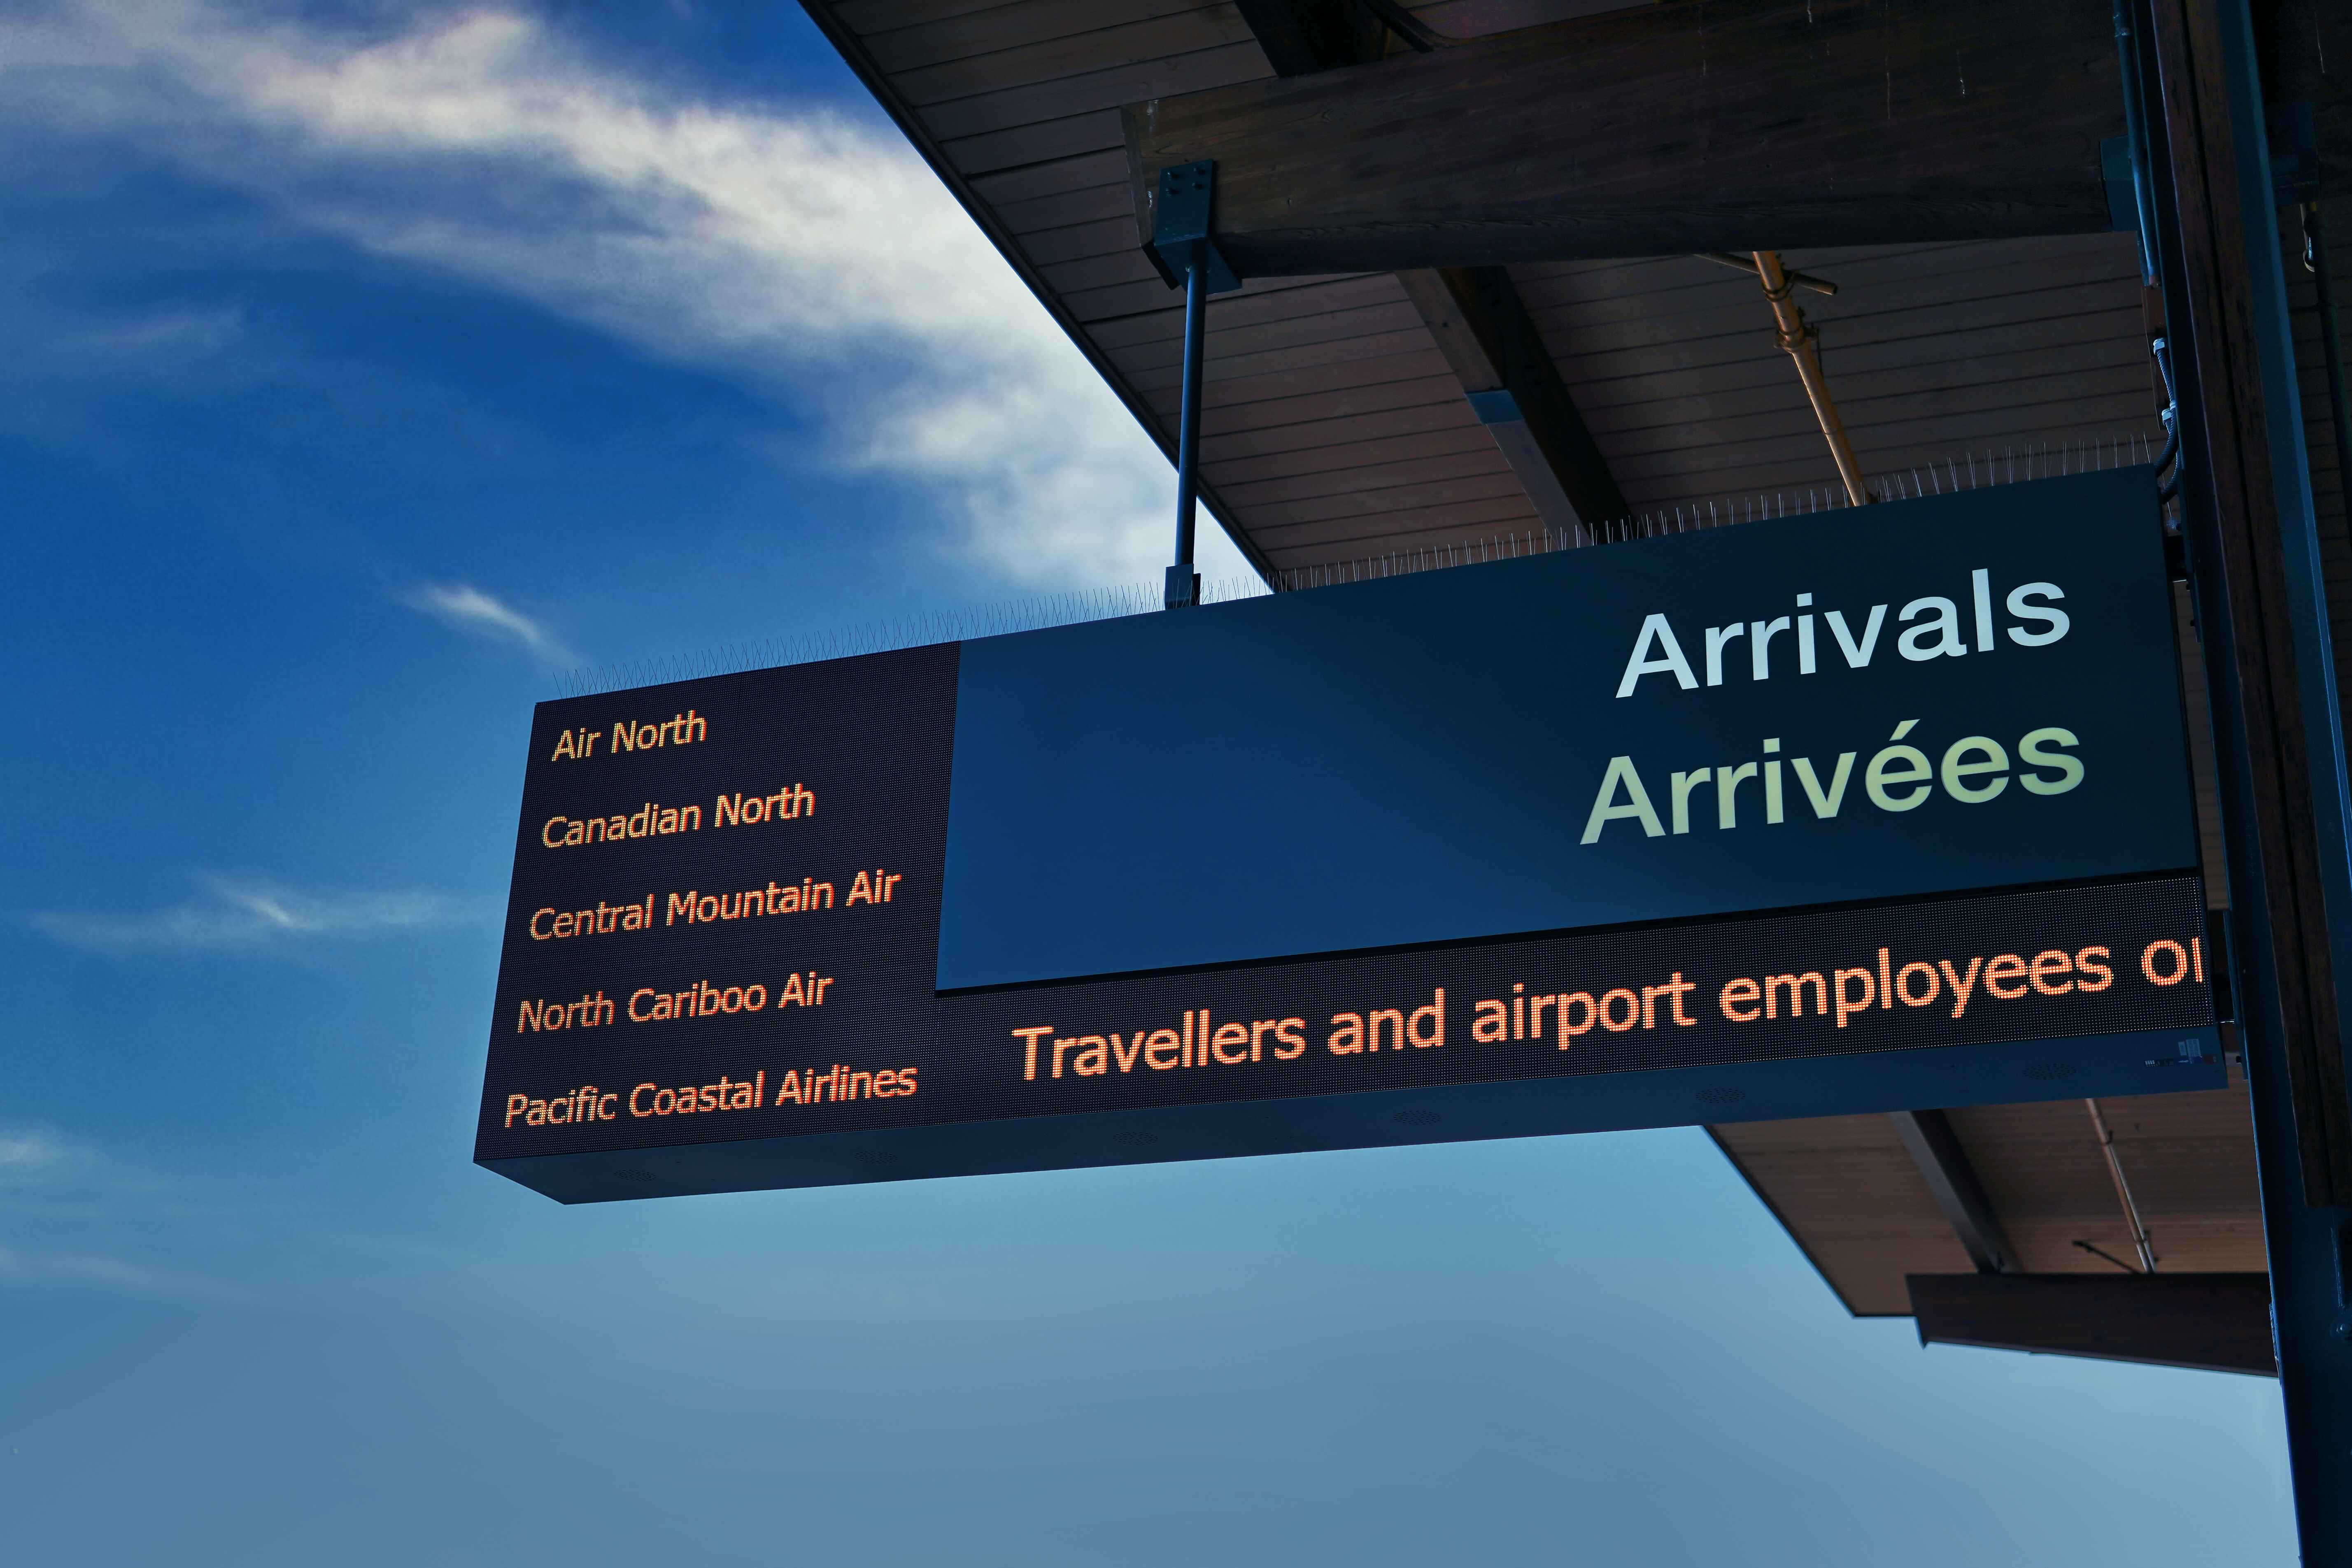 Arrivals
Arrivées
Air North
Canadian North
Central Mountain Air
North Cariboo Air
Pacific Coastal Airlines
Travellers and airport employees